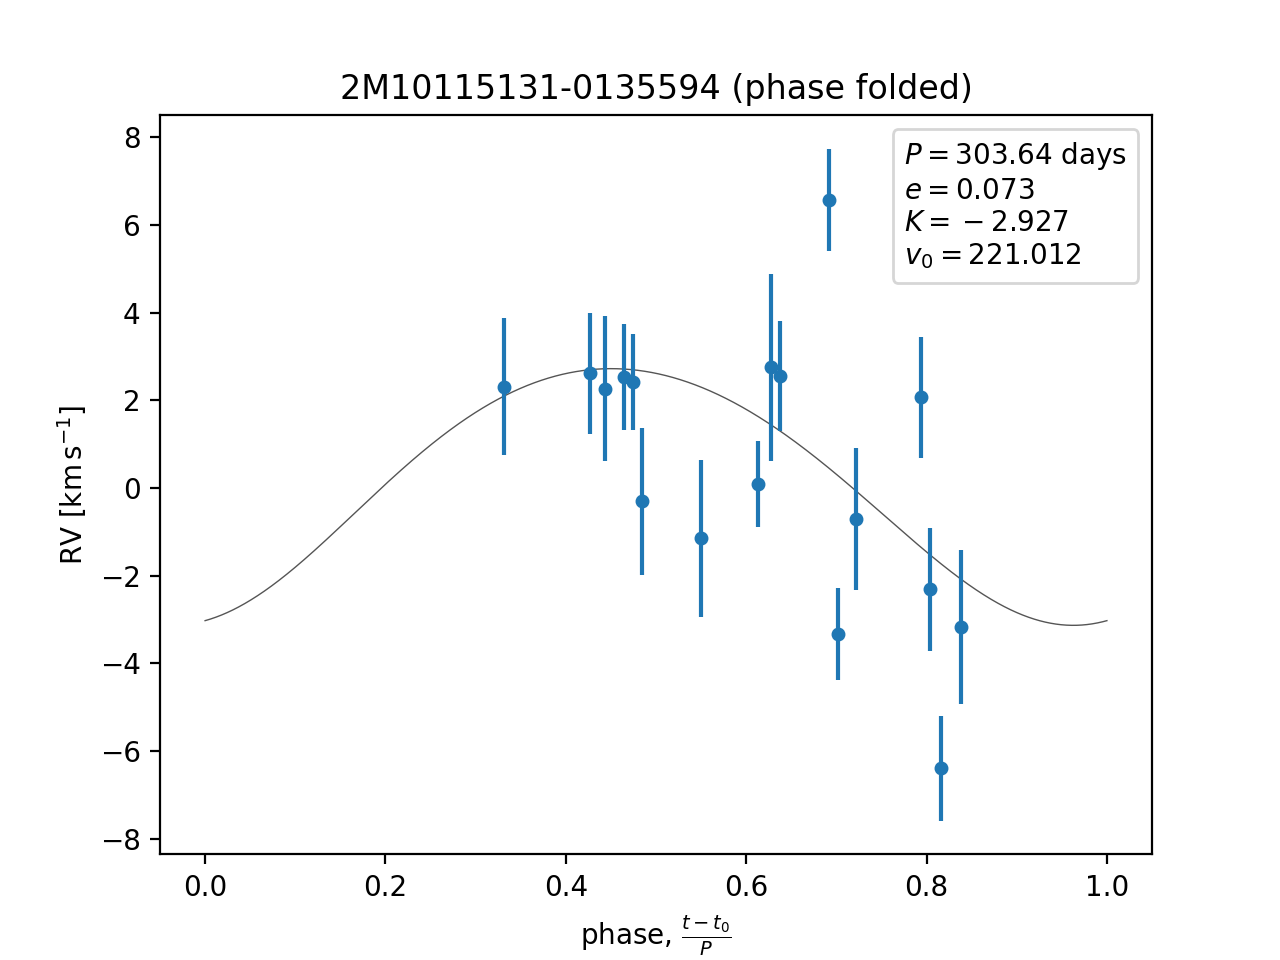 2M10115131-0135594 (phase folded)
P = 303.64 days
e = 0.073
K = −2.927
v₀ = 221.012
8
6
4
2
0
−2
−4
−6
−8
RV [km s⁻¹]
0.0 0.2 0.4 0.6 0.8 1.0
phase, (t − t₀)/P